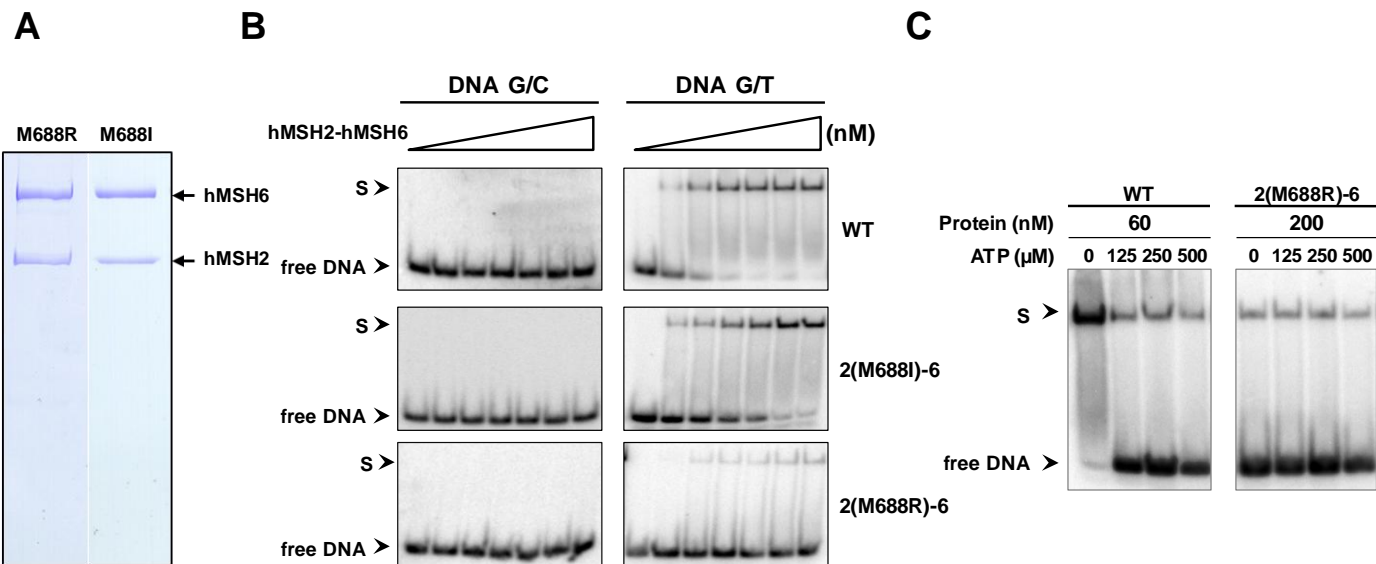 A
B
C
M688R M688I
hMSH6
hMSH2
DNA G/C DNA G/T
hMSH2-hMSH6 (nM)
S
free DNA
WT
S
free DNA
2(M688I)-6
S
free DNA
2(M688R)-6
WT 2(M688R)-6
Protein (nM) 60 200
ATP (µM) 0 125 250 500 0 125 250 500
S
free DNA